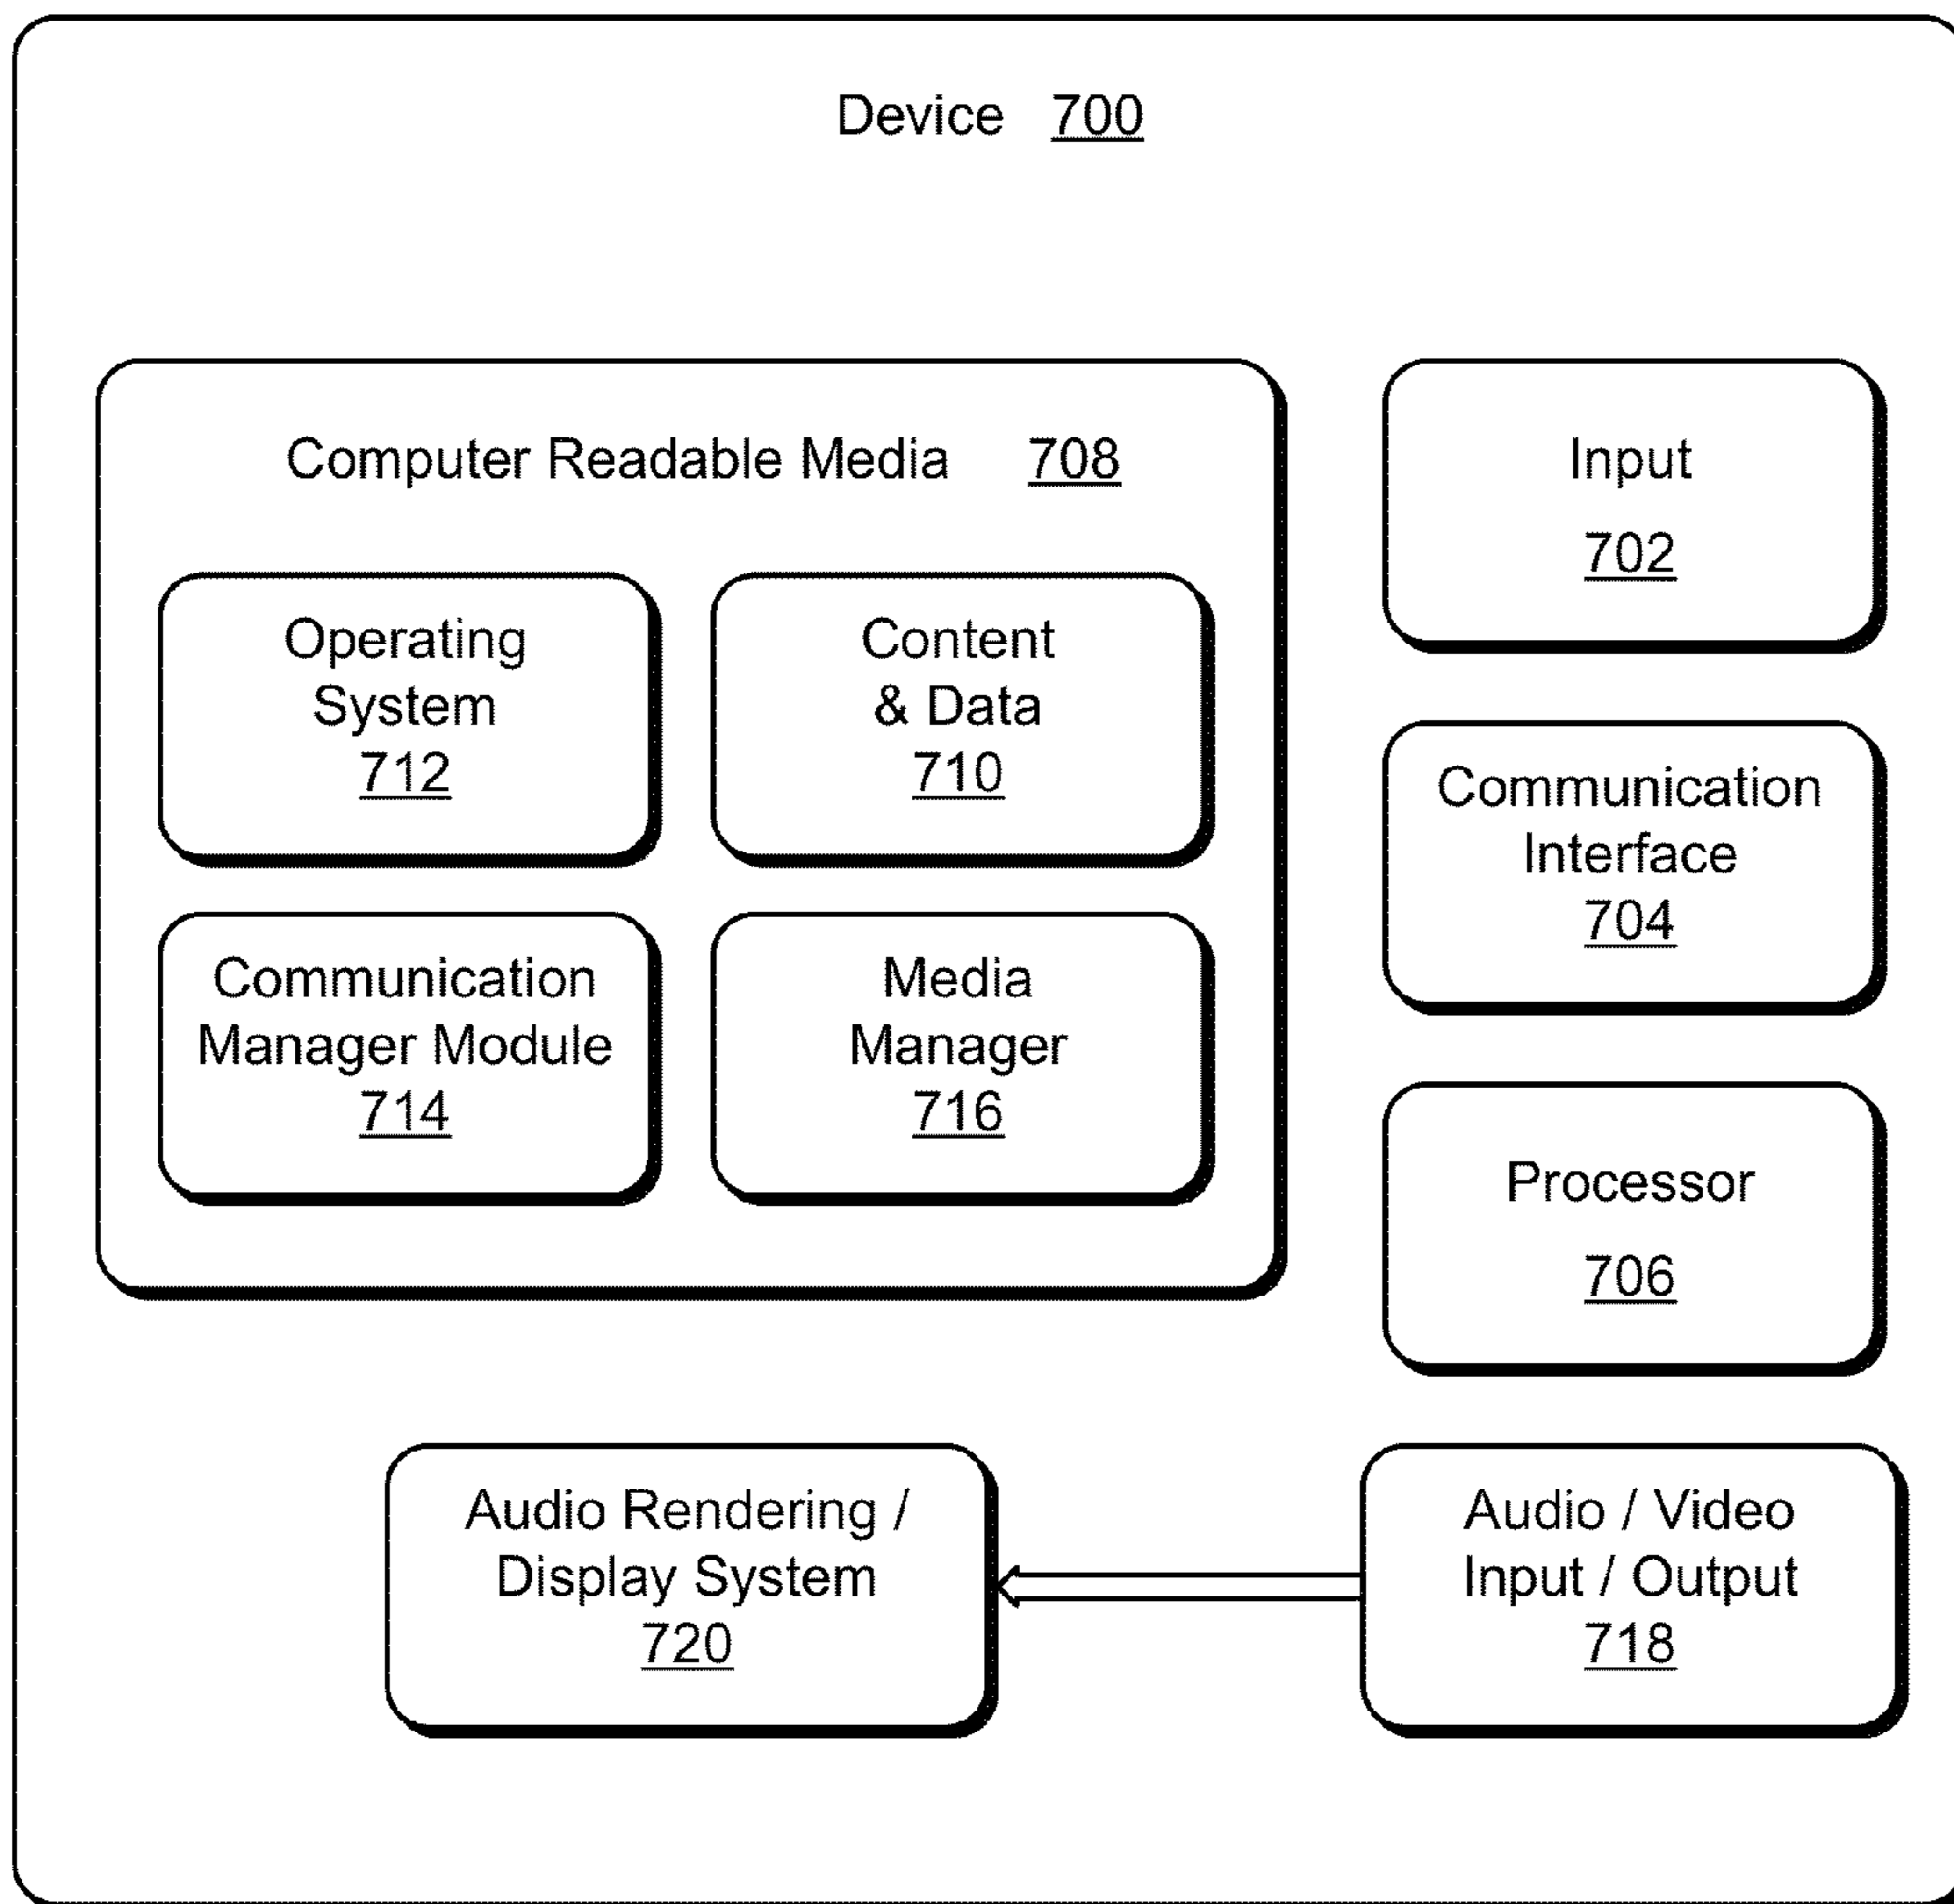 Device 700
Computer Readable Media 708
Operating
System
712
Content
& Data
710
Communication
Manager Module
714
Media
Manager
716
Input
702
Communication
Interface
704
Processor
706
Audio Rendering /
Display System
720
Audio / Video
Input / Output
718